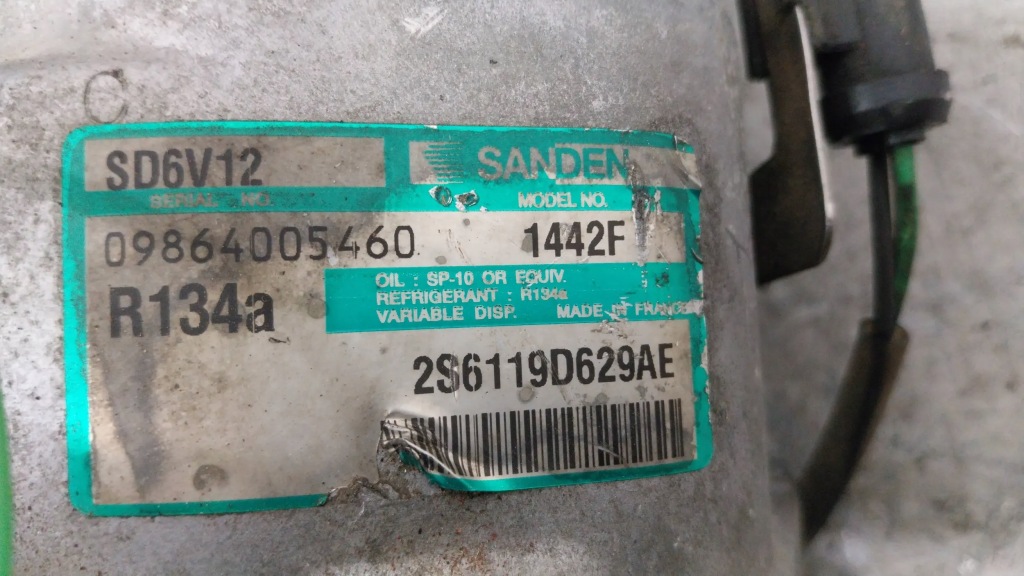 C
SD6V12
SANDEN
SERIAL NO.
MODEL NO.
09864005460
1442F
R134a
OIL : SP-10 OR EQUIV.
REFRIGERANT : R134a
VARIABLE DISP.
MADE IN FRANCE
2S6119D629AE